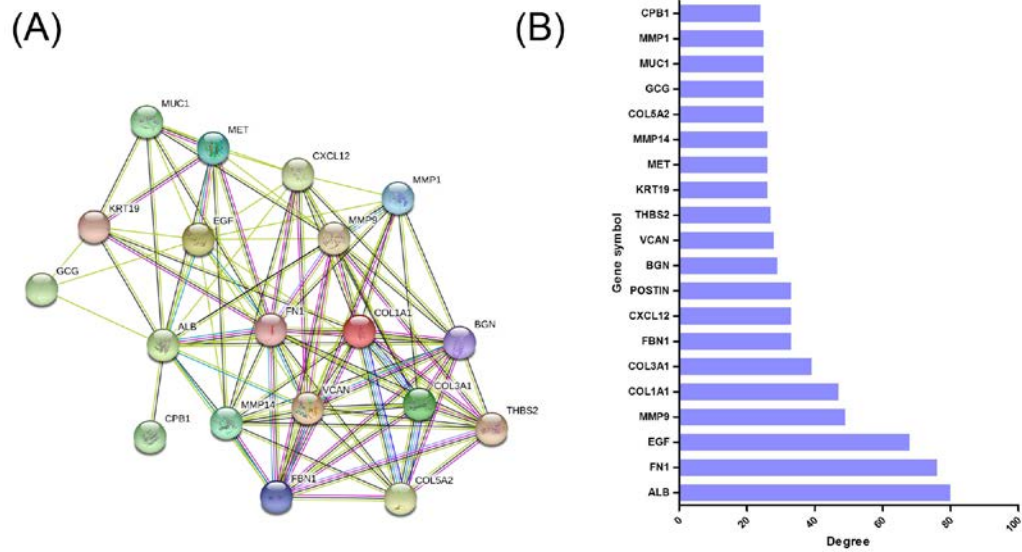 (A)
MUC1
MET
CXCL12
MMP1
KRT19
EGF
MMP9
GCG
ALB
FN1
COL1A1
BGN
CPB1
MMP14
VCAN
COL3A1
THBS2
FBN1
COL5A2
(B)
Gene symbol
CPB1
MMP1
MUC1
GCG
COL5A2
MMP14
MET
KRT19
THBS2
VCAN
BGN
POSTIN
CXCL12
FBN1
COL3A1
COL1A1
MMP9
EGF
FN1
ALB
0 20 40 60 80 100
Degree